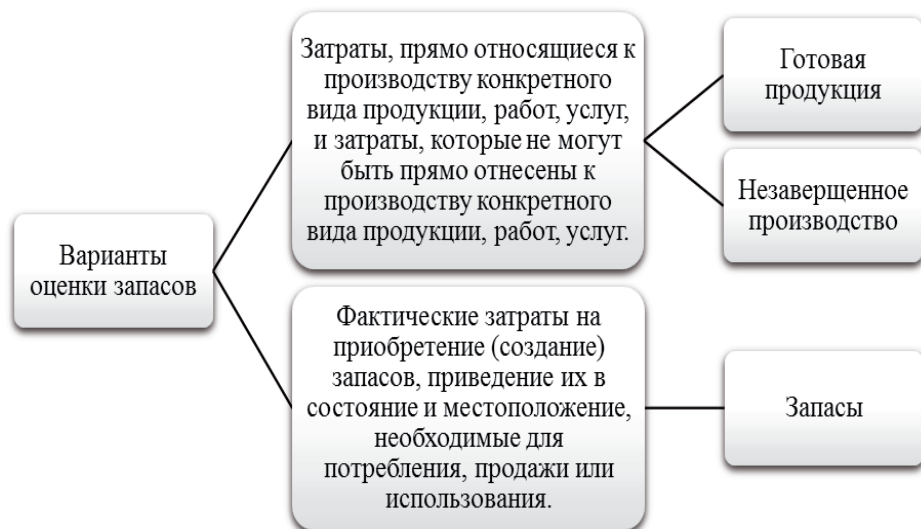 Варианты
оценки запасов
Затраты, прямо относящиеся к
производству конкретного
вида продукции, работ, услуг,
и затраты, которые не могут
быть прямо отнесены к
производству конкретного
вида продукции, работ, услуг.
Готовая
продукция
Незаверщенное
производство
Фактические затраты на
приобретение (создание)
запасов, приведение их в
состояние и местоположение,
необходимые для
потребления, продажи или
использования.
Запасы